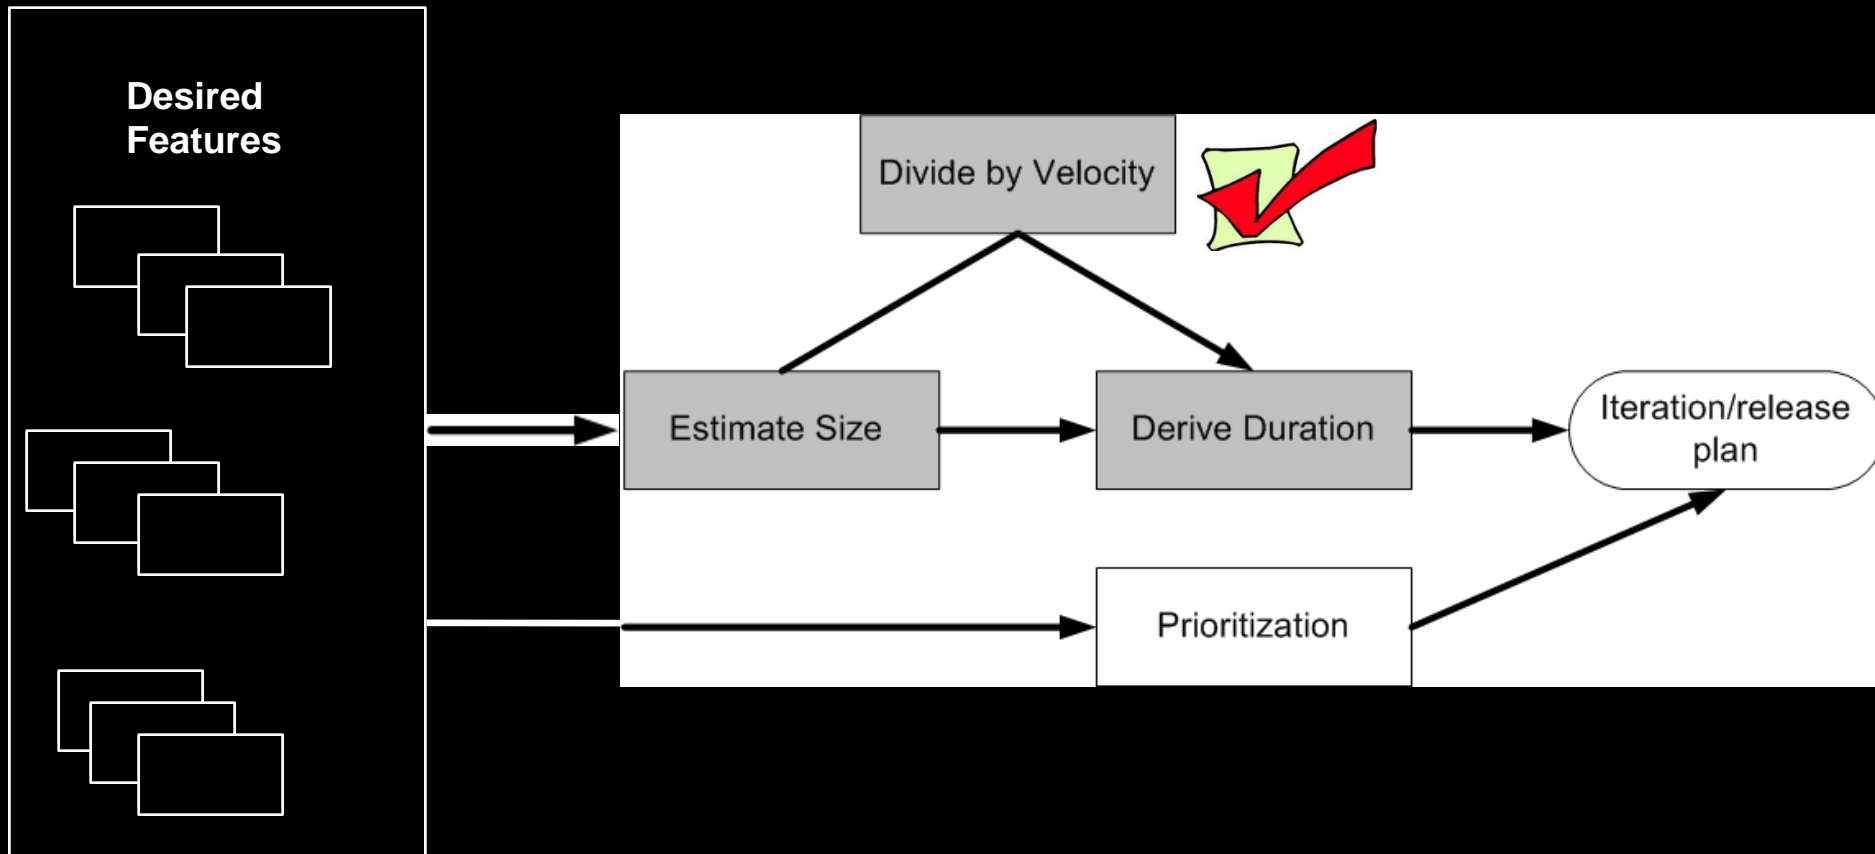 Desired
Features
Divide by Velocity
Estimate Size
Derive Duration
Iteration/release
plan
Prioritization